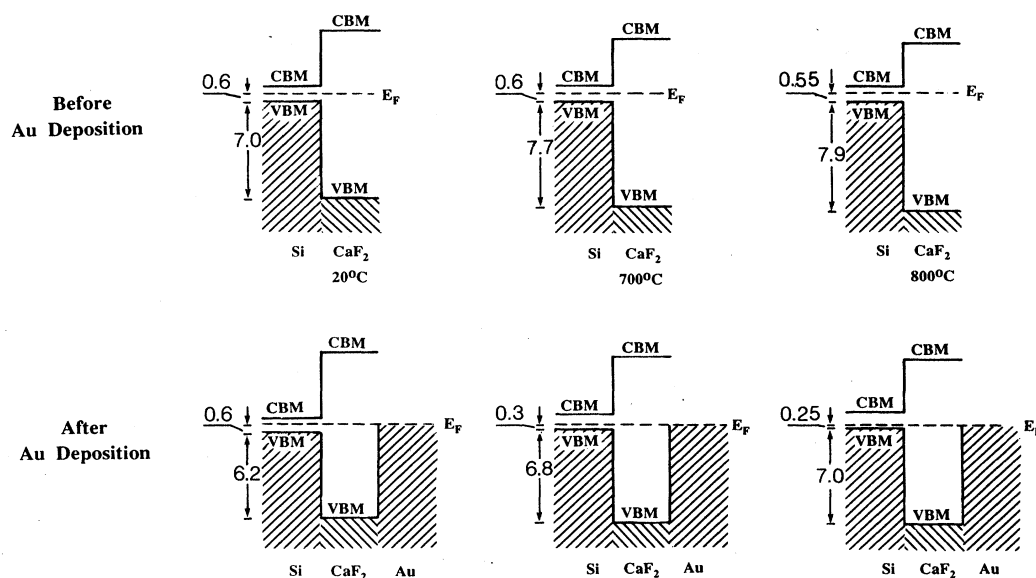 Before
Au Deposition
CBM
0.6
CBM
E_F
VBM
7.0
VBM
Si CaF₂
20°C
CBM
0.6
CBM
E_F
VBM
7.7
VBM
Si CaF₂
700°C
CBM
0.55
CBM
E_F
VBM
7.9
VBM
Si CaF₂
800°C
After
Au Deposition
CBM
0.6
CBM
E_F
VBM
6.2
VBM
Si CaF₂ Au
CBM
0.3
CBM
E_F
VBM
6.8
VBM
Si CaF₂ Au
CBM
0.25
CBM
E_F
VBM
7.0
VBM
Si CaF₂ Au